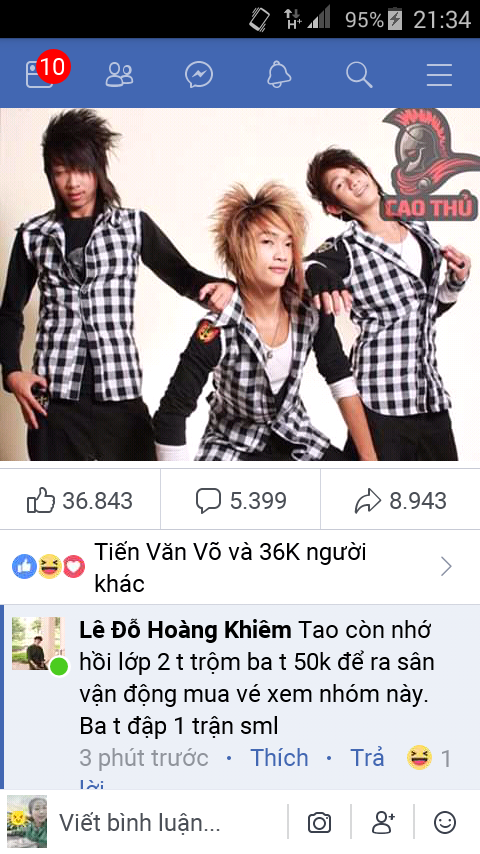 H+ 95% 21:34
10
CAO THỦ
36.843 5.399 8.943
Tiến Văn Võ và 36K người
khác
Lê Đỗ Hoàng Khiêm Tao còn nhớ
hồi lớp 2 t trộm ba t 50k để ra sân
vận động mua vé xem nhóm này.
Ba t đập 1 trận sml
3 phút trước · Thích · Trả 1
lời
Viết bình luận...